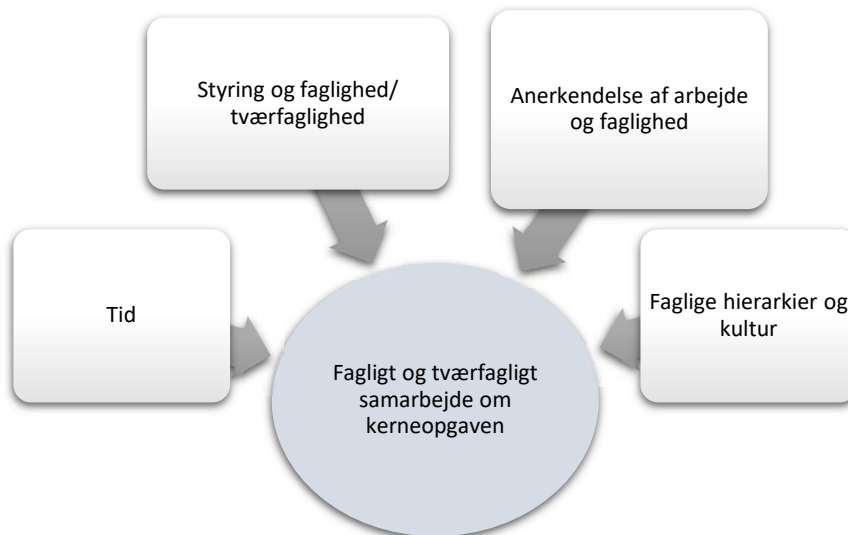 Styring og faglighed/
tværfaglighed
Anerkendelse af arbejde
og faglighed
Tid
Faglige hierarkier og
kultur
Fagligt og tværfagligt
samarbejde om
kerneopgaven